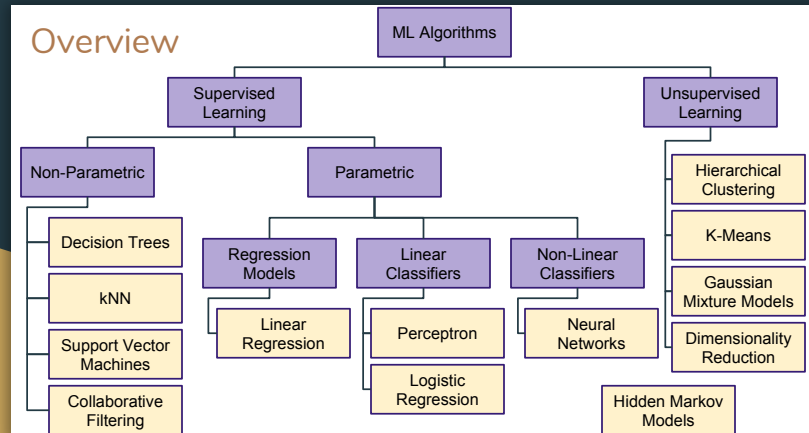 Overview
ML Algorithms
Supervised
Learning
Unsupervised
Learning
Non-Parametric
Parametric
Hierarchical
Clustering
Decision Trees
K-Means
Regression
Models
Linear
Classifiers
Non-Linear
Classifiers
kNN
Gaussian
Mixture Models
Linear
Regression
Perceptron
Neural
Networks
Support Vector
Machines
Dimensionality
Reduction
Logistic
Regression
Collaborative
Filtering
Hidden Markov
Models